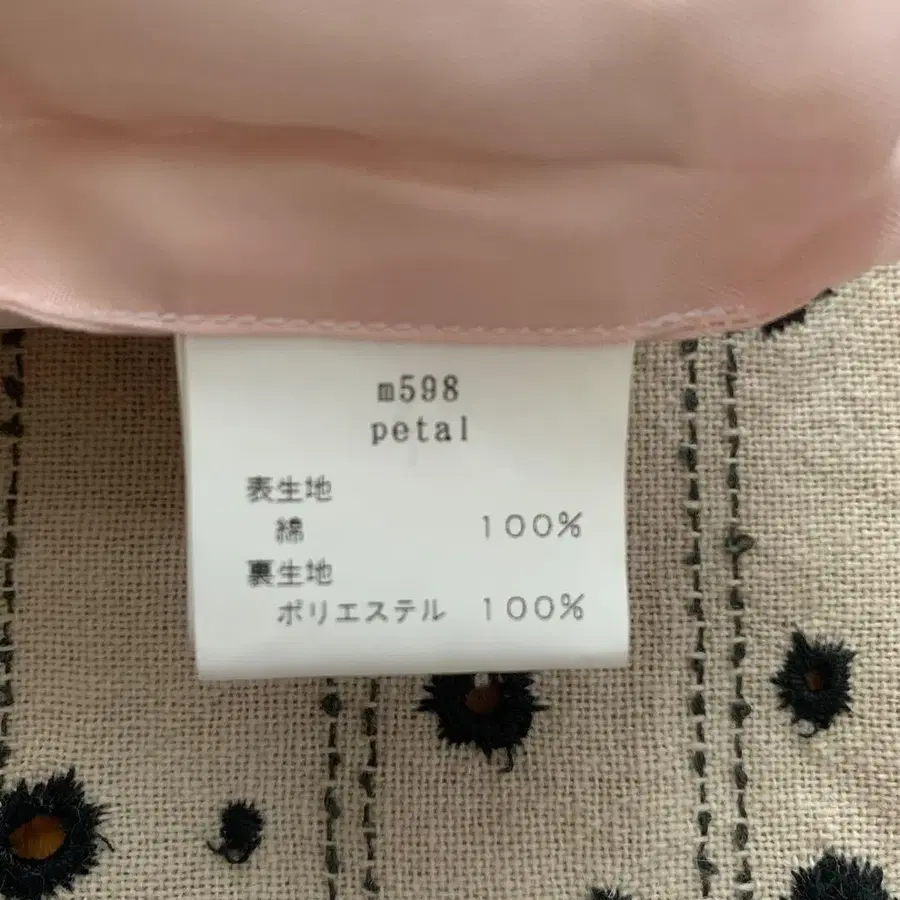 m598
petal
表生地
綿 100%
裏生地
ポリエステル 100%